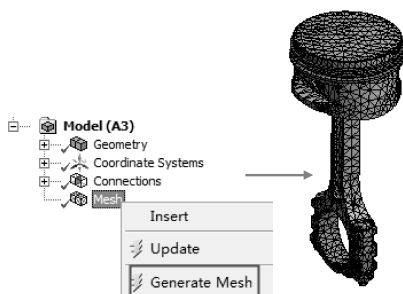 Model (A3)
Geometry
Coordinate Systems
Connections
Mesh
Insert
Update
Generate Mesh